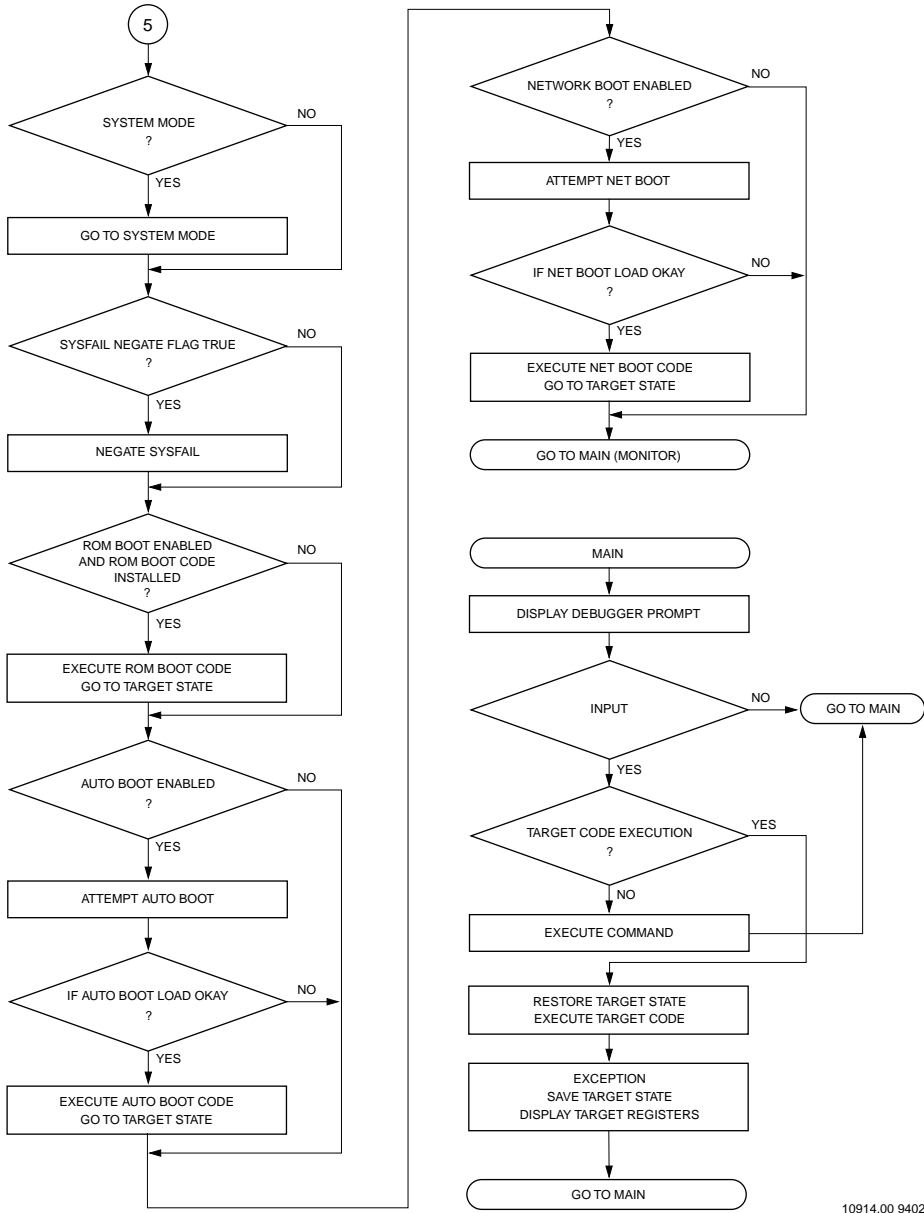 5
SYSTEM MODE
?
NO
YES
GO TO SYSTEM MODE
SYSFAIL NEGATE FLAG TRUE
?
NO
YES
NEGATE SYSFAIL
ROM BOOT ENABLED
AND ROM BOOT CODE
INSTALLED
?
NO
YES
EXECUTE ROM BOOT CODE
GO TO TARGET STATE
AUTO BOOT ENABLED
?
NO
YES
ATTEMPT AUTO BOOT
IF AUTO BOOT LOAD OKAY
?
NO
YES
EXECUTE AUTO BOOT CODE
GO TO TARGET STATE
NETWORK BOOT ENABLED
?
NO
YES
ATTEMPT NET BOOT
IF NET BOOT LOAD OKAY
?
NO
YES
EXECUTE NET BOOT CODE
GO TO TARGET STATE
GO TO MAIN (MONITOR)
MAIN
DISPLAY DEBUGGER PROMPT
INPUT
NO
GO TO MAIN
YES
TARGET CODE EXECUTION
?
YES
NO
EXECUTE COMMAND
RESTORE TARGET STATE
EXECUTE TARGET CODE
EXCEPTION
SAVE TARGET STATE
DISPLAY TARGET REGISTERS
GO TO MAIN
10914.00 9402